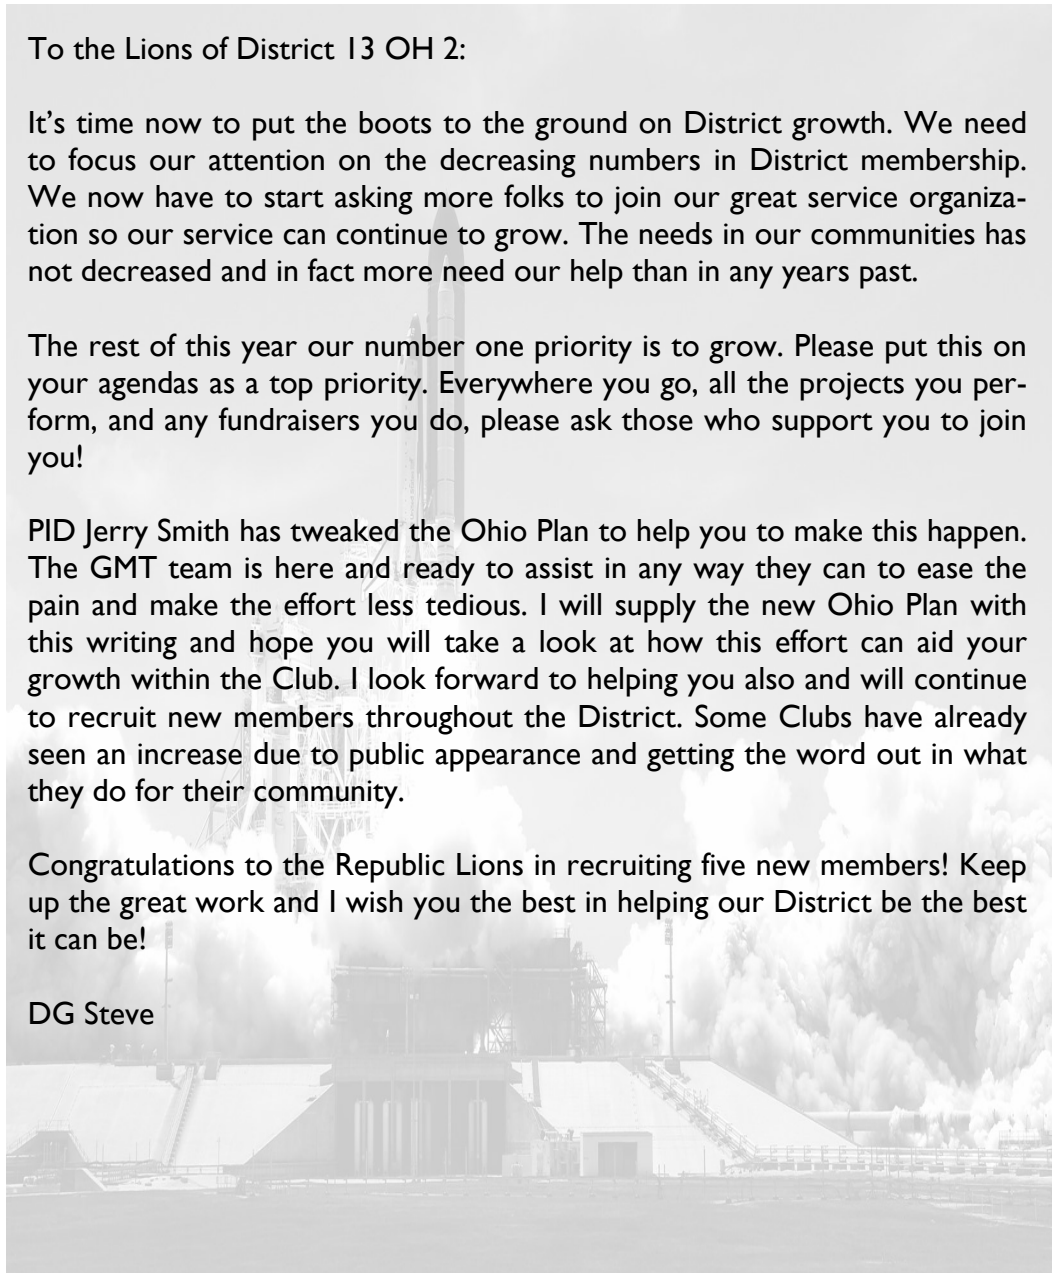 To the Lions of District 13 OH 2:
It’s time now to put the boots to the ground on District growth. We need
to focus our attention on the decreasing numbers in District membership.
We now have to start asking more folks to join our great service organiza-
tion so our service can continue to grow. The needs in our communities has
not decreased and in fact more need our help than in any years past.
The rest of this year our number one priority is to grow. Please put this on
your agendas as a top priority. Everywhere you go, all the projects you per-
form, and any fundraisers you do, please ask those who support you to join
you!
PID Jerry Smith has tweaked the Ohio Plan to help you to make this happen.
The GMT team is here and ready to assist in any way they can to ease the
pain and make the effort less tedious. I will supply the new Ohio Plan with
this writing and hope you will take a look at how this effort can aid your
growth within the Club. I look forward to helping you also and will continue
to recruit new members throughout the District. Some Clubs have already
seen an increase due to public appearance and getting the word out in what
they do for their community.
Congratulations to the Republic Lions in recruiting five new members! Keep
up the great work and I wish you the best in helping our District be the best
it can be!
DG Steve